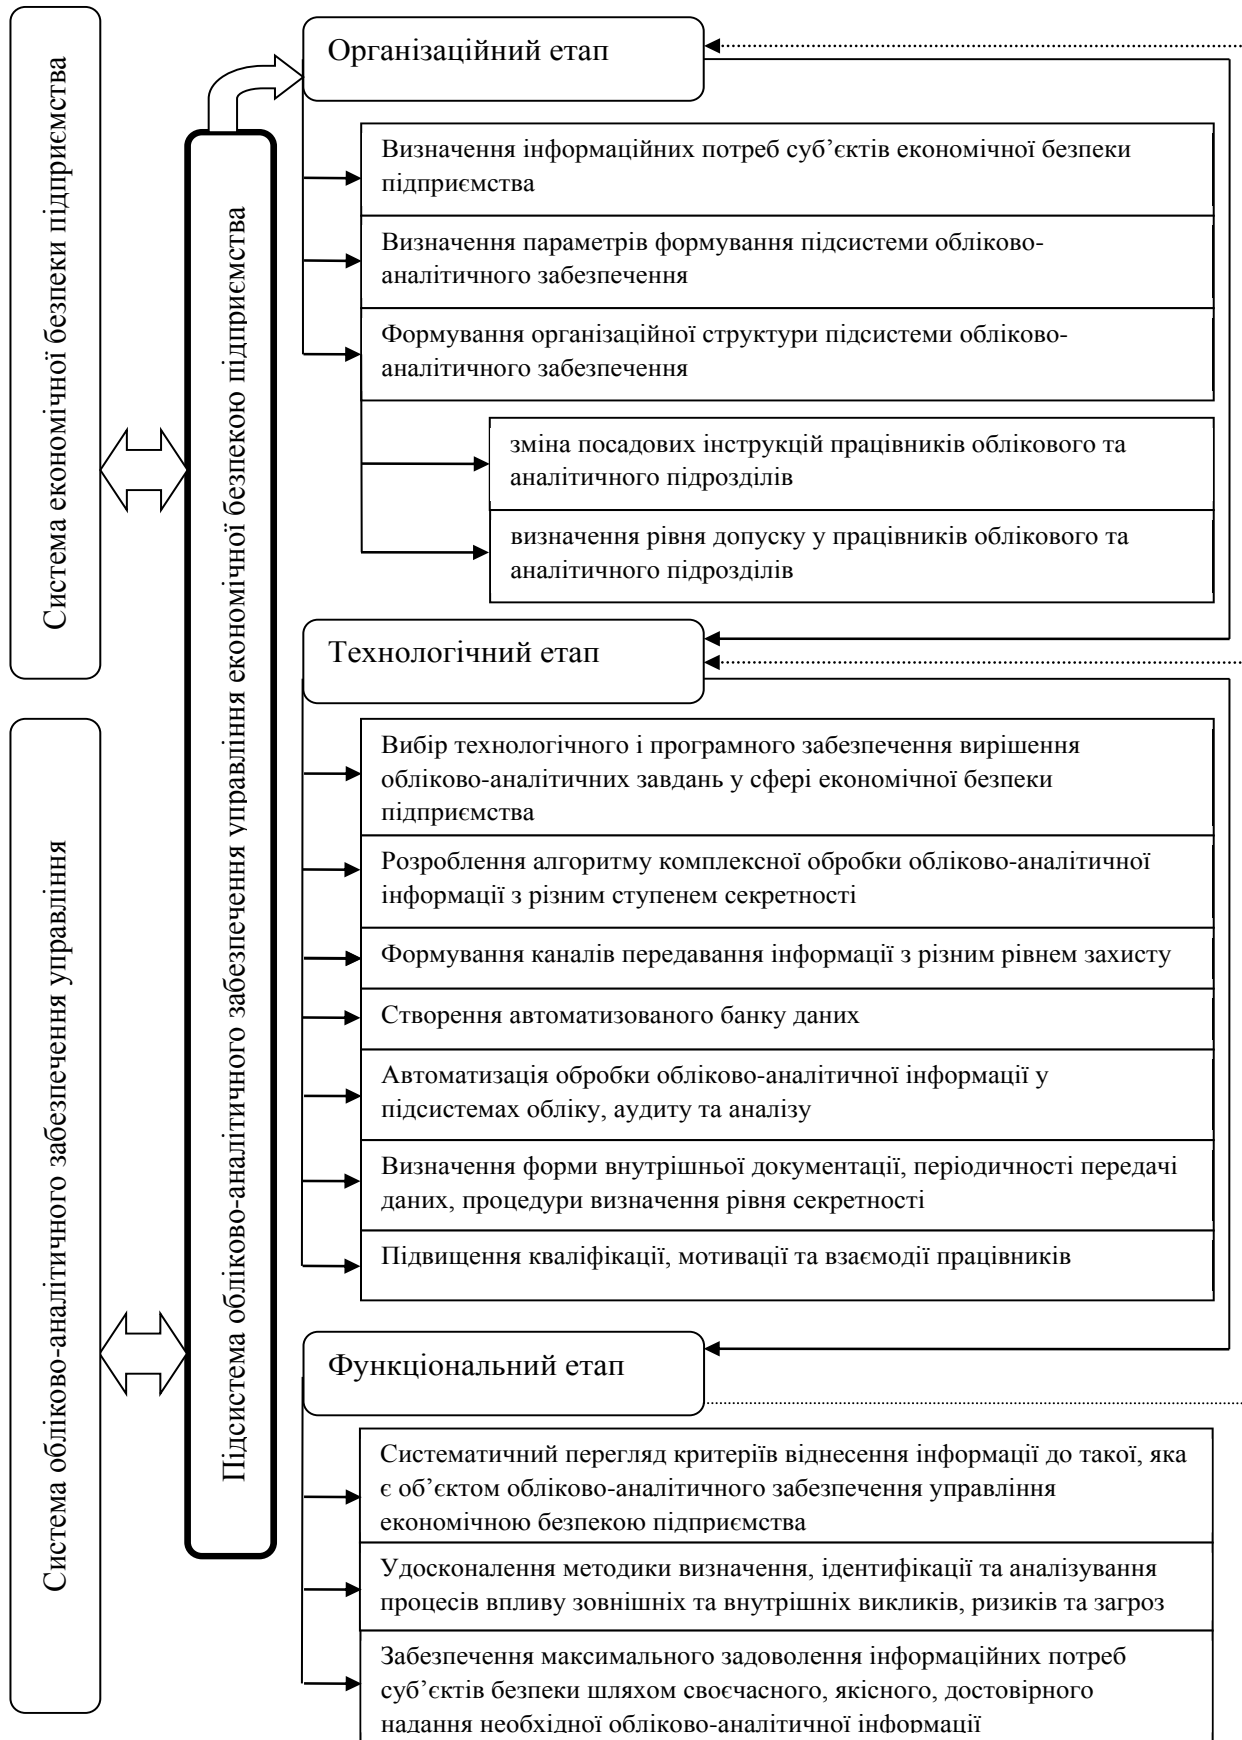 Система економічної безпеки підприємства
Система обліково-аналітичного забезпечення управління
Підсистема обліково-аналітичного забезпечення управління економічної безпекою підприємства
Організаційний етап
Визначення інформаційних потреб суб’єктів економічної безпеки
підприємства
Визначення параметрів формування підсистеми обліково-
аналітичного забезпечення
Формування організаційної структури підсистеми обліково-
аналітичного забезпечення
зміна посадових інструкцій працівників облікового та
аналітичного підрозділів
визначення рівня допуску у працівників облікового та
аналітичного підрозділів
Технологічний етап
Вибір технологічного і програмного забезпечення вирішення
обліково-аналітичних завдань у сфері економічної безпеки
підприємства
Розроблення алгоритму комплексної обробки обліково-аналітичної
інформації з різним ступенем секретності
Формування каналів передавання інформації з різним рівнем захисту
Створення автоматизованого банку даних
Автоматизація обробки обліково-аналітичної інформації у
підсистемах обліку, аудиту та аналізу
Визначення форми внутрішньої документації, періодичності передачі
даних, процедури визначення рівня секретності
Підвищення кваліфікації, мотивації та взаємодії працівників
Функціональний етап
Систематичний перегляд критеріїв віднесення інформації до такої, яка
є об’єктом обліково-аналітичного забезпечення управління
економічною безпекою підприємства
Удосконалення методики визначення, ідентифікації та аналізування
процесів впливу зовнішніх та внутрішніх викликів, ризиків та загроз
Забезпечення максимального задоволення інформаційних потреб
суб’єктів безпеки шляхом своєчасного, якісного, достовірного
надання необхідної обліково-аналітичної інформації